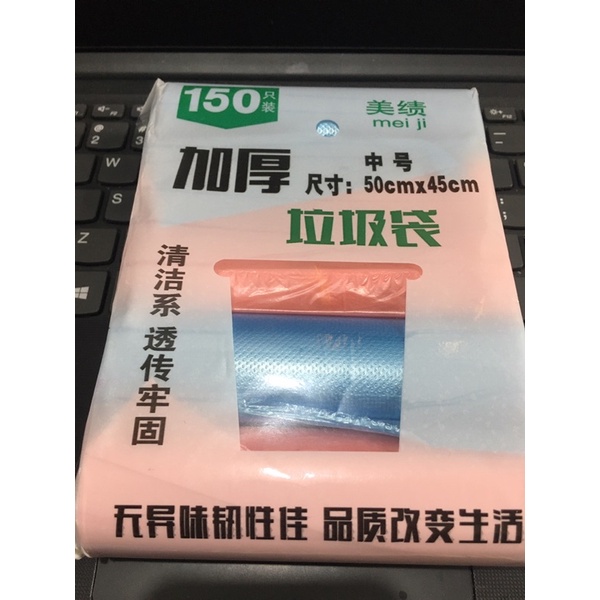 150只装
美绩
mei ji
加厚
中号
尺寸：50cmx45cm
垃圾袋
清洁系 透传牢固
无异味韧性佳 品质改变生活